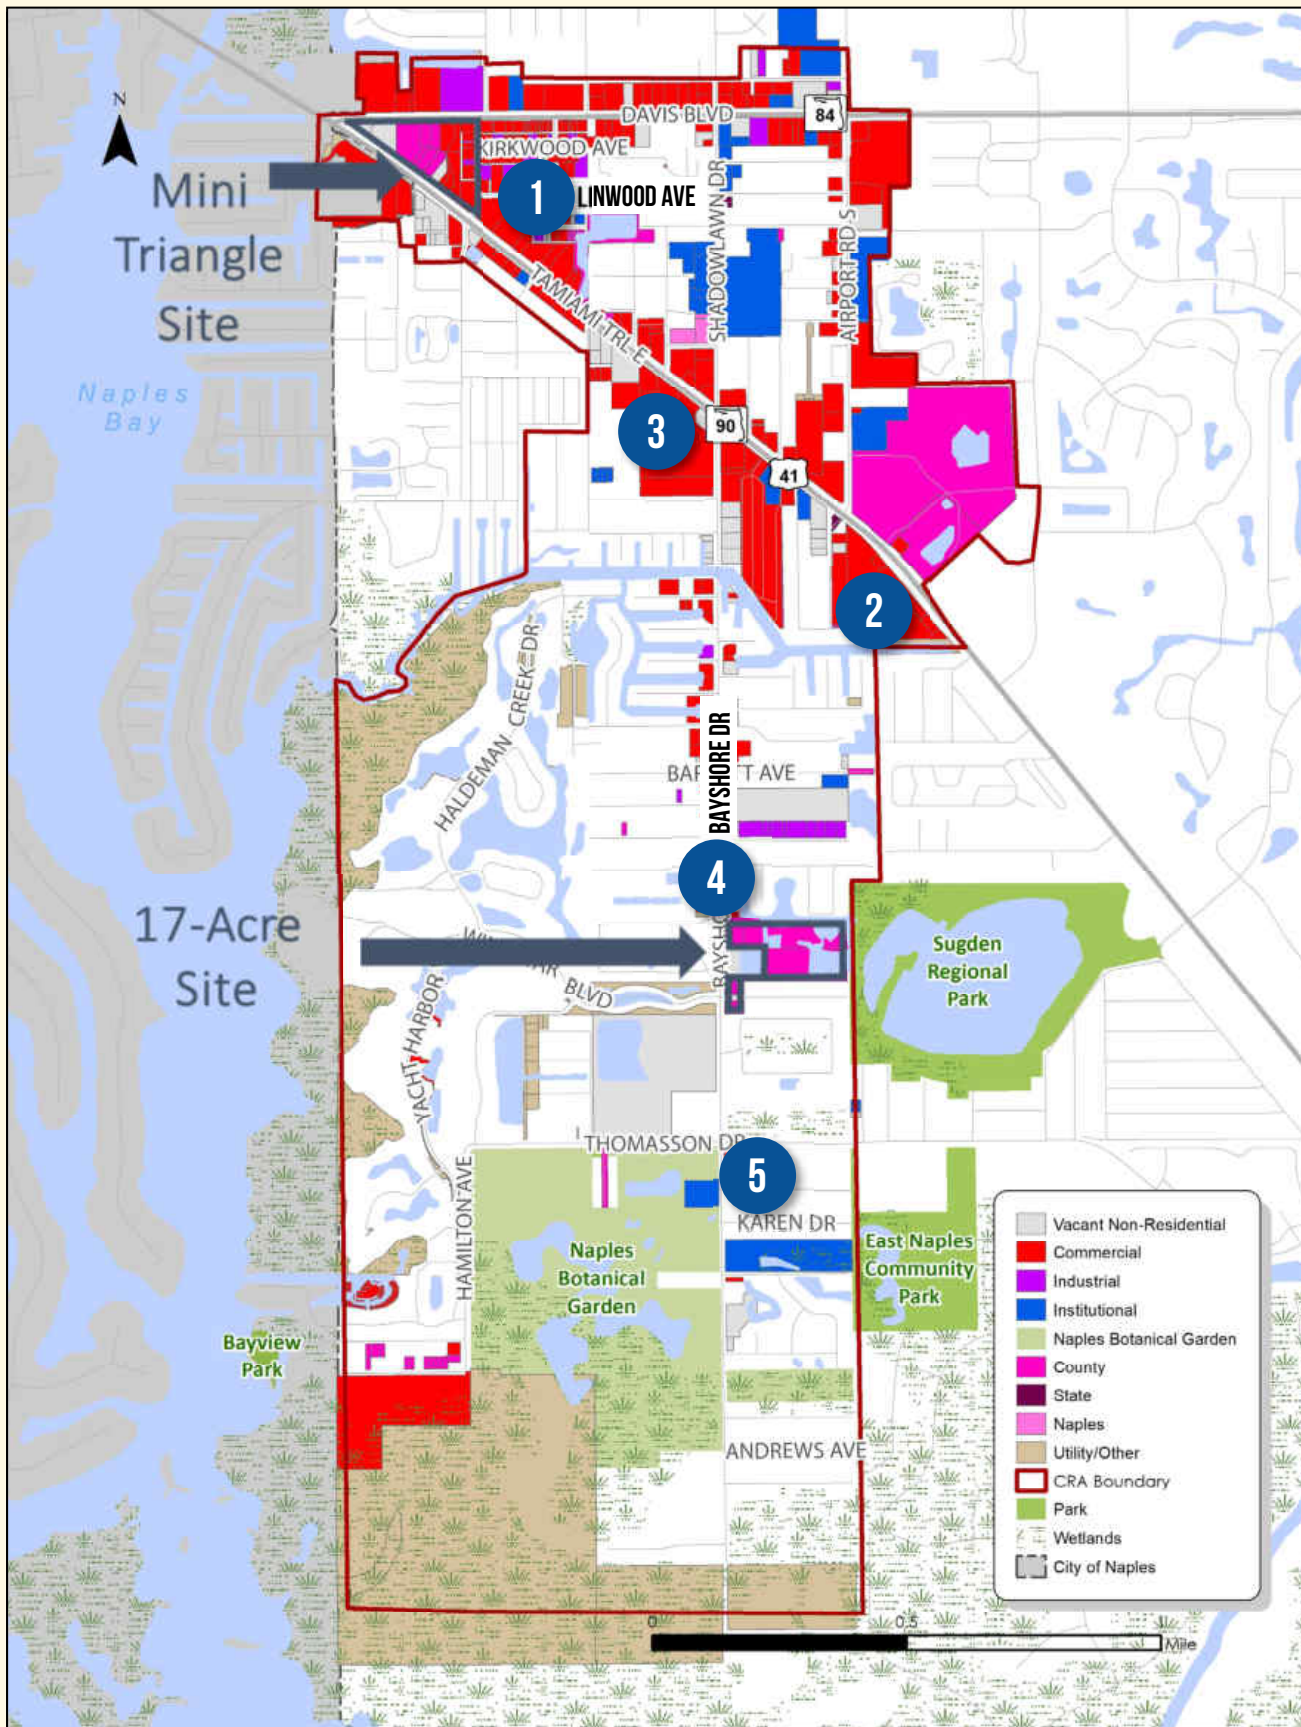 N
DAVIS BLVD
84
KIRKWOOD AVE
Mini
Triangle
Site
1
LINWOOD AVE
SHADOWLAWN DR
AIRPORT RD S
TAMIAMI TRL E
Naples
Bay
3
90
41
2
HALDEMAN CREEK DR
BAYSHORE DR
4
17-Acre
Site
BLVD
YACHT HARBOR
Sugden
Regional
Park
THOMASSON DR
5
HAMILTON AVE
KAREN DR
Naples
Botanical
Garden
East Naples
Community
Park
Bayview
Park
ANDREWS AVE
Vacant Non-Residential
Commercial
Industrial
Institutional
Naples Botanical Garden
County
State
Naples
Utility/Other
CRA Boundary
Park
Wetlands
City of Naples
0
0.5
1
Mile